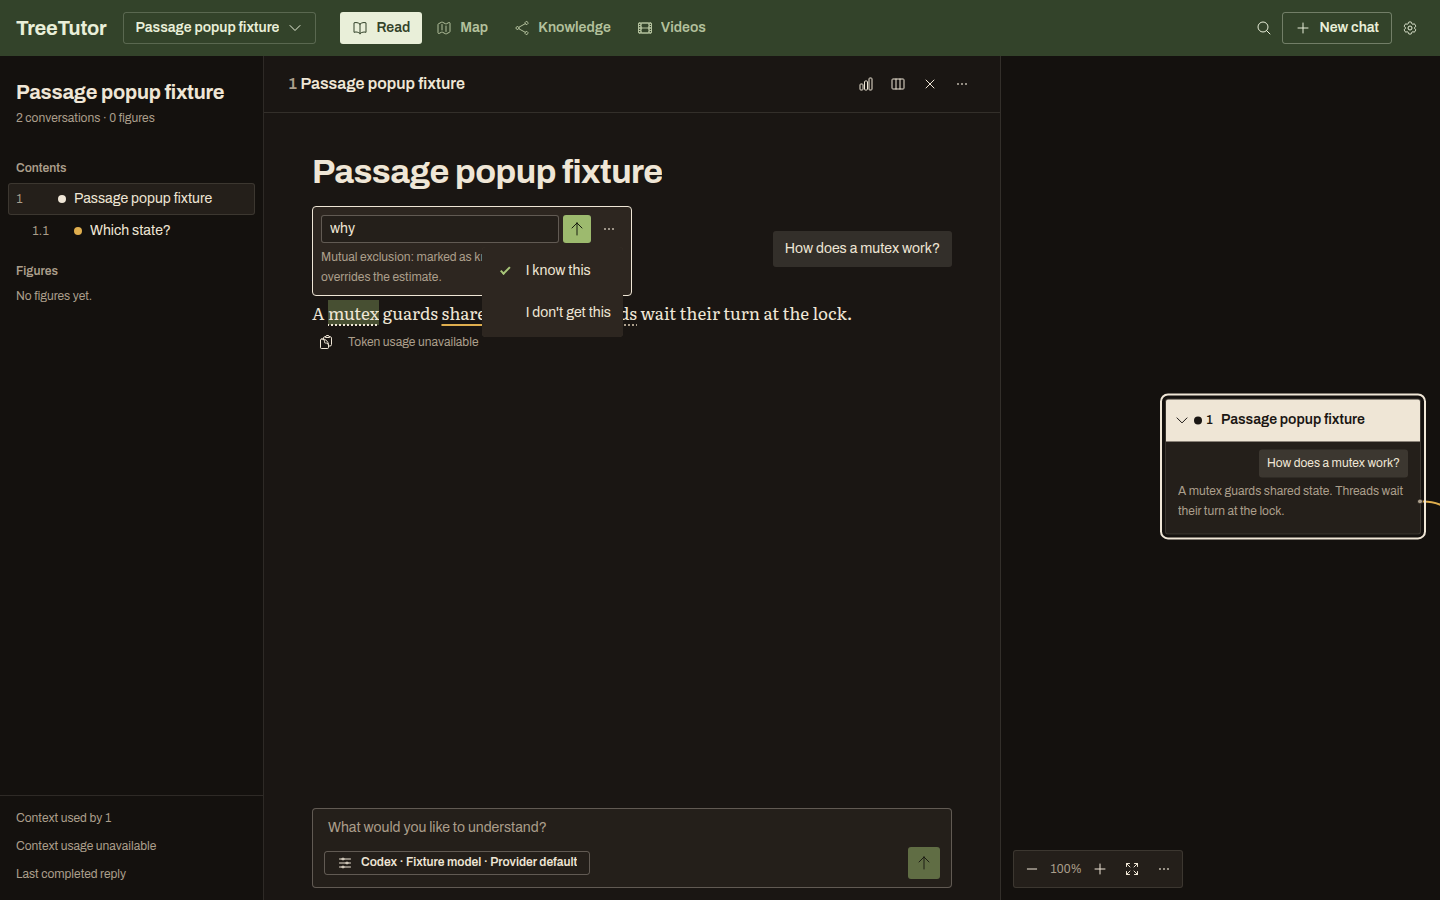 TreeTutor
Passage popup fixture
Read
Map
Knowledge
Videos
New chat
Passage popup fixture
2 conversations · 0 figures
Contents
1 Passage popup fixture
1.1 Which state?
Figures
No figures yet.
Context used by 1
Context usage unavailable
Last completed reply
1 Passage popup fixture
Passage popup fixture
How does a mutex work?
why
Mutual exclusion: marked as
overrides the estimate.
I know this
I don't get this
A mutex guards wait their turn at the lock.
Token usage unavailable
What would you like to understand?
Codex · Fixture model · Provider default
1 Passage popup fixture
How does a mutex work?
A mutex guards shared state. Threads wait
their turn at the lock.
100%